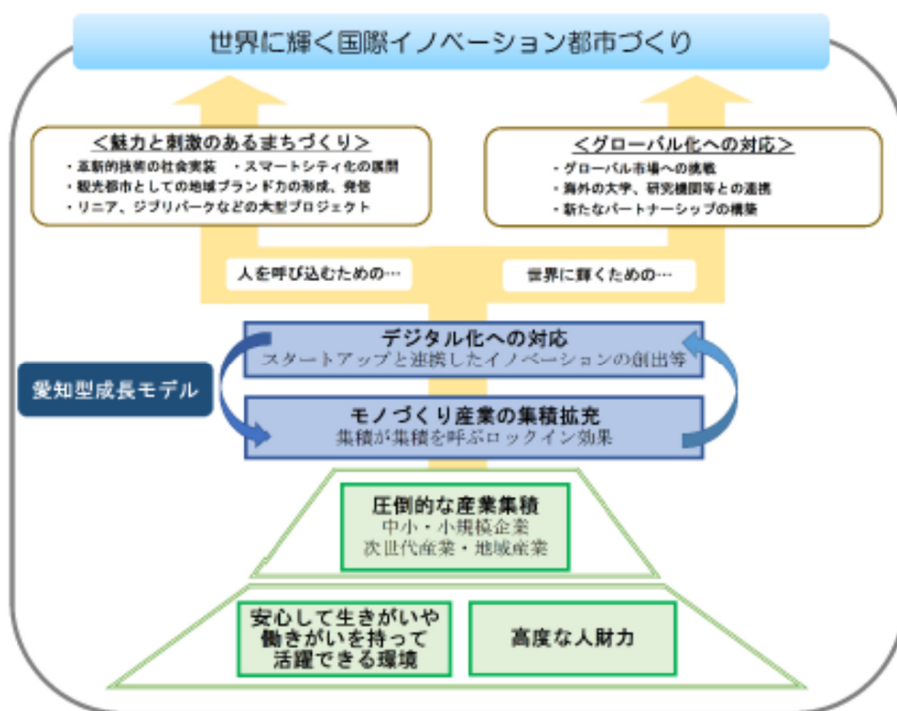 世界に輝く国際イノベーション都市づくり
＜魅力と刺激のあるまちづくり＞
・革新的技術の社会実装 ・スマートシティ化の展開
・観光都市としての地域ブランド力の形成、発信
・リニア、ジブリパークなどの大型プロジェクト
＜グローバル化への対応＞
・グローバル市場への挑戦
・海外の大学、研究機関等との連携
・新たなパートナーシップの構築
人を呼び込むための…
世界に輝くための…
デジタル化への対応
スタートアップと連携したイノベーションの創出等
愛知型成長モデル
モノづくり産業の集積拡充
集積が集積を呼ぶロックイン効果
圧倒的な産業集積
中小・小規模企業
次世代産業・地域産業
安心して生きがいや
働きがいを持って
活躍できる環境
高度な人財力